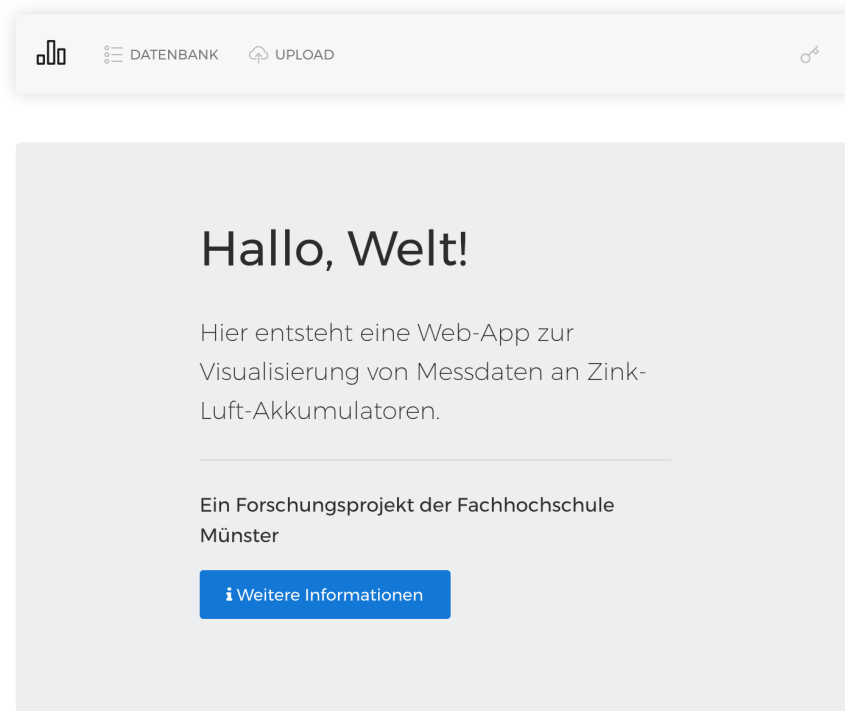 DATENBANK
UPLOAD
Hallo, Welt!
Hier entsteht eine Web-App zur
Visualisierung von Messdaten an Zink-
Luft-Akkumulatoren.
Ein Forschungsprojekt der Fachhochschule
Münster
Weitere Informationen